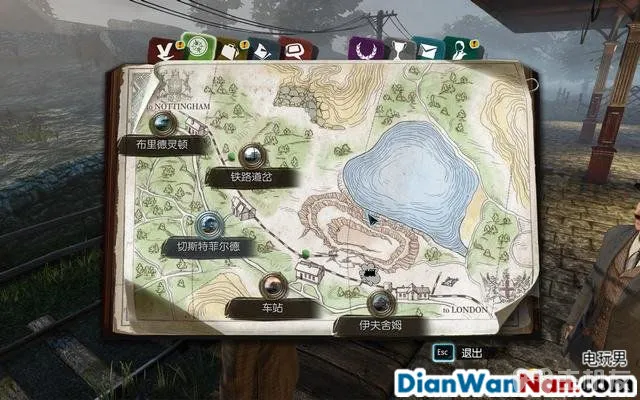 to NOTTINGHAM
布里德灵顿
铁路道岔
切斯特菲尔德
车站
伊夫舍姆
to LONDON
Esc 退出
电玩男
DianWanNan.com